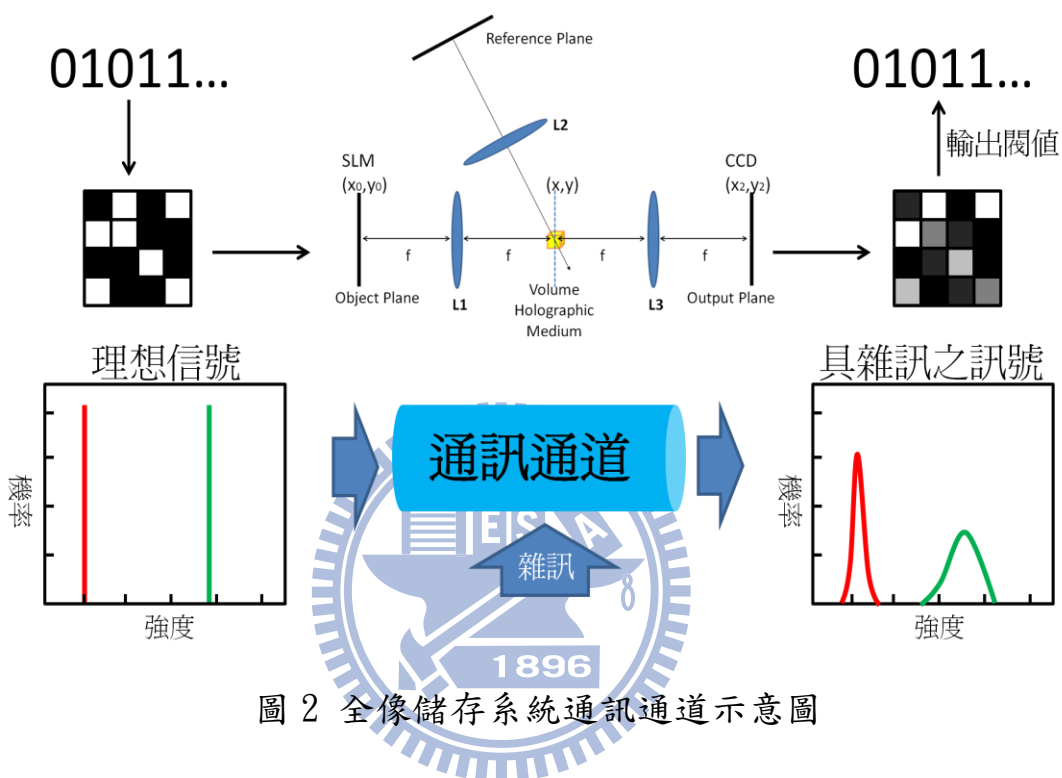 01011...
Reference Plane
L2
01011...
輸出閥值
SLM
(x0,y0)
(x,y)
CCD
(x2,y2)
f
f
f
f
Object Plane
L1
Volume
Holographic
Medium
L3
Output Plane
理想信號
具雜訊之訊號
機率
強度
通訊通道
雜訊
機率
強度
ESA
8
1896
圖 2 全像儲存系統通訊通道示意圖